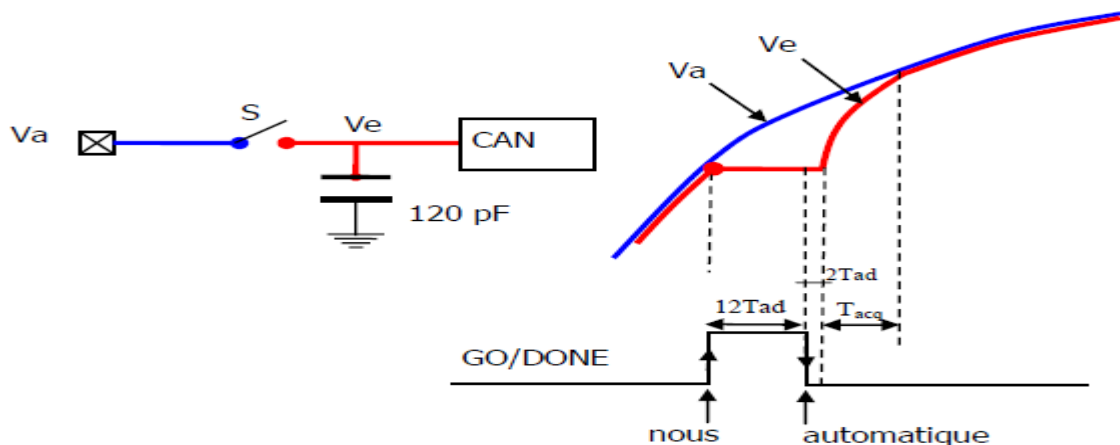 Va
S
Ve
CAN
120 pF
Va
Ve
2Tad
12Tad
Tacq
GO/DONE
nous
automatique